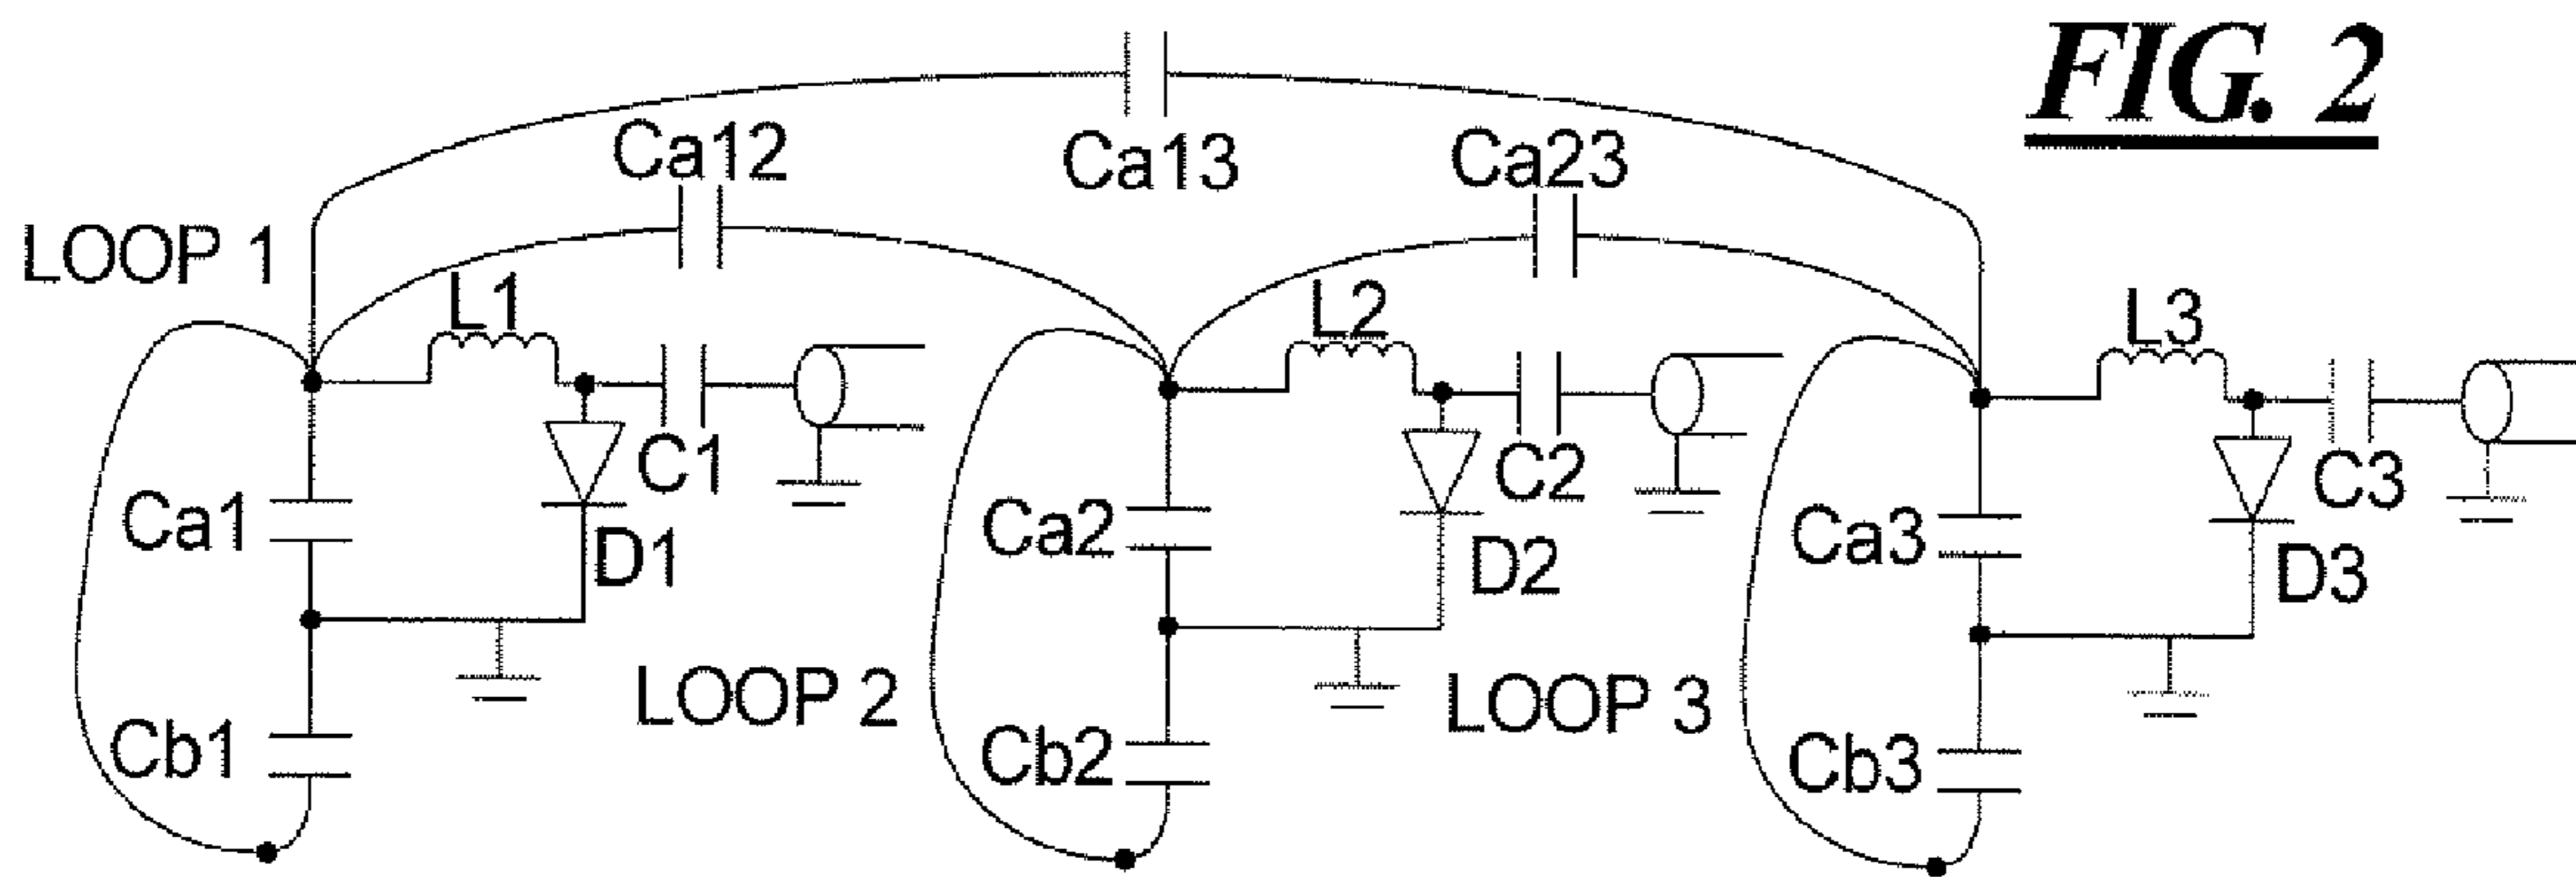 FIG. 2
Ca12
Ca13
Ca23
LOOP 1
L1
L2
L3
C1
C2
C3
Ca1
Ca2
Ca3
D1
D2
D3
LOOP 2
LOOP 3
Cb1
Cb2
Cb3